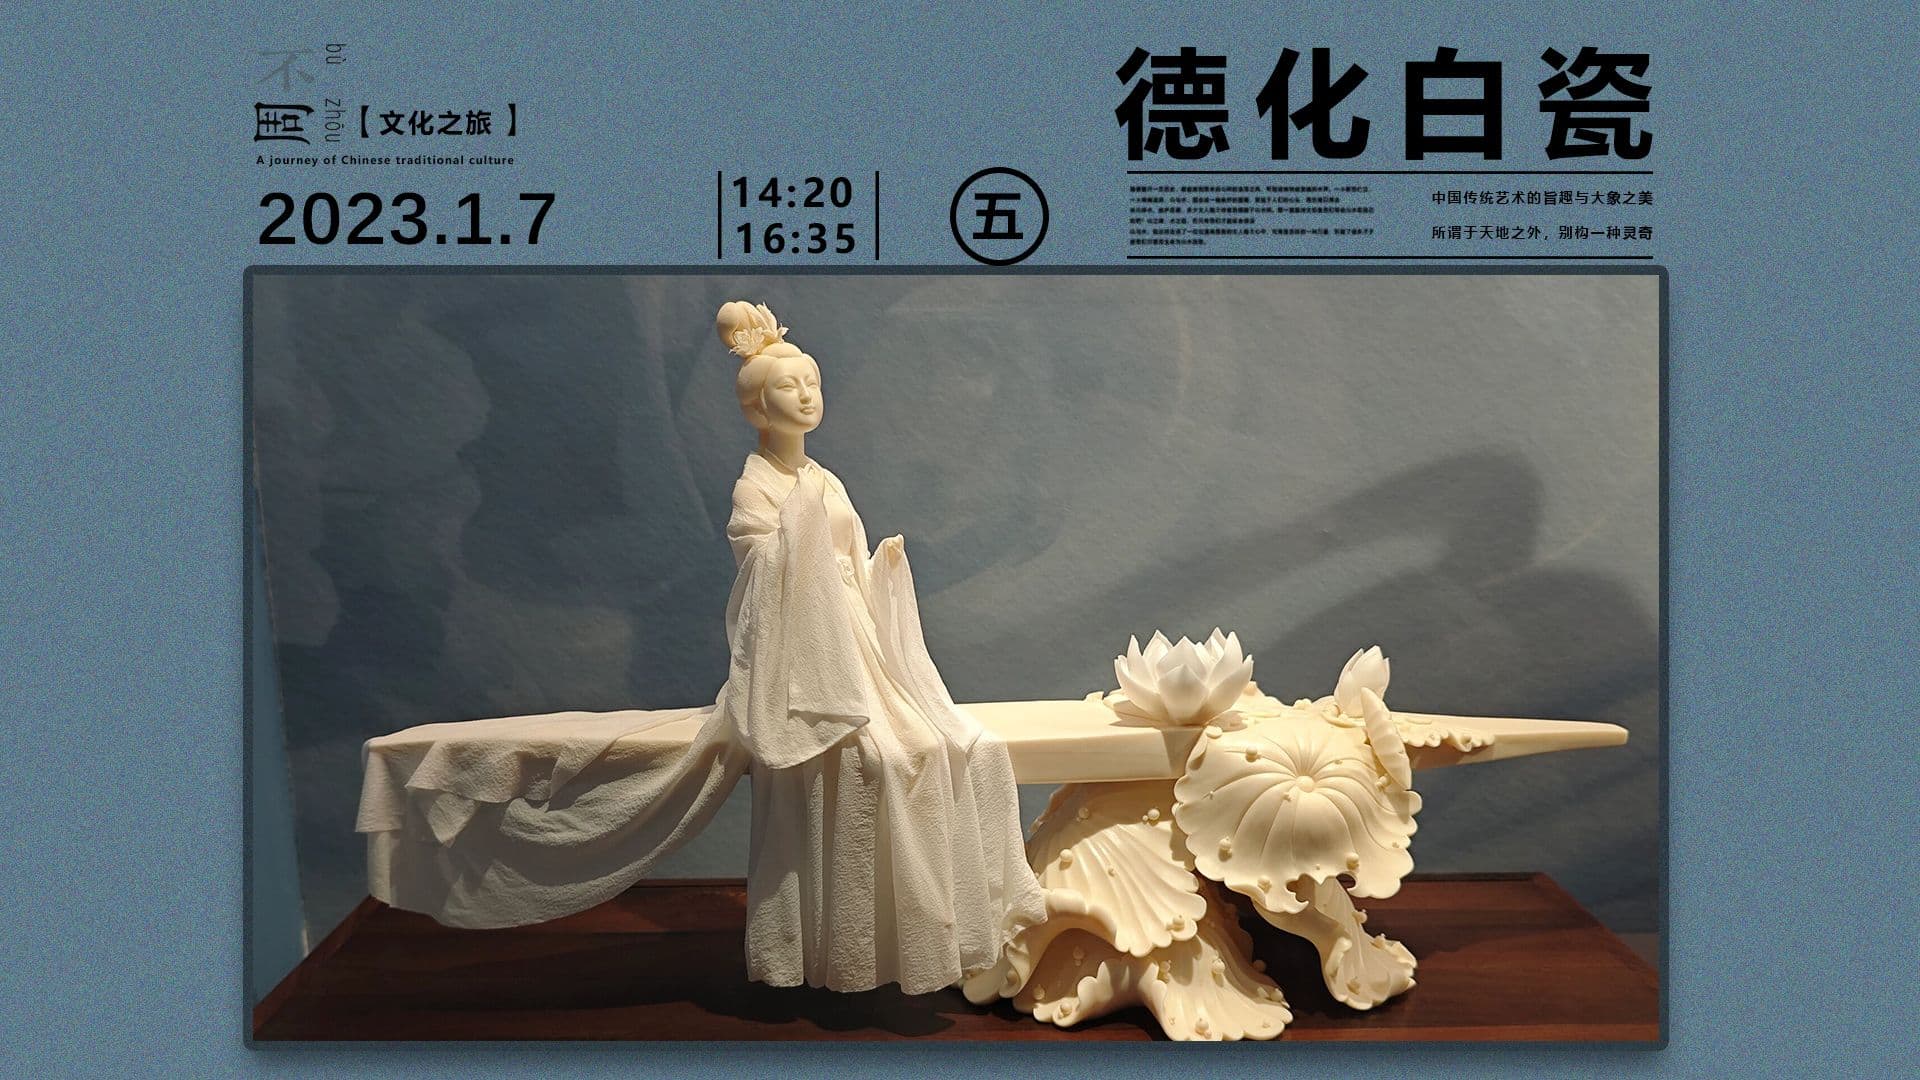 不周
bù zhōu
【文化之旅】
A journey of Chinese traditional culture
2023.1.7
14:20
16:35
五
德化白瓷
中国传统艺术的旨趣与大象之美
所谓于天地之外，别构一种灵奇